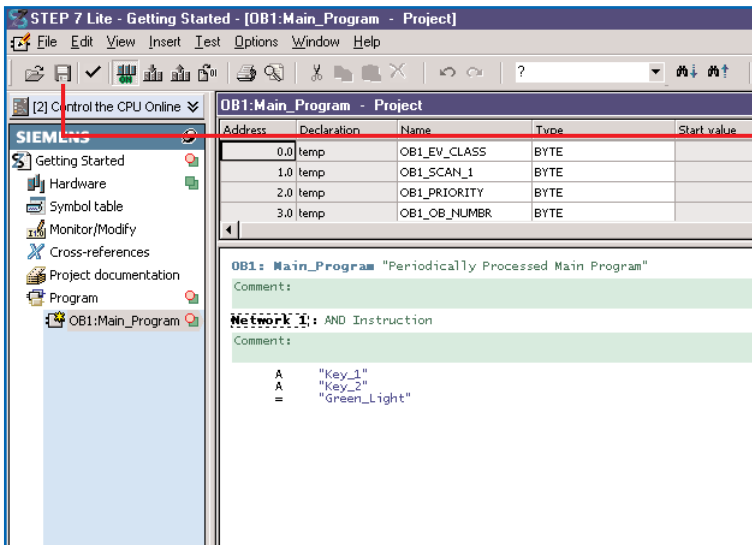 STEP 7 Lite - Getting Started - [OB1:Main_Program - Project]
File Edit View Insert Test Options Window Help
ON ?
[2] Control the CPU Online
OB1:Main_Program - Project
SIEMENS
Address Declaration Name Type Start value
0.0 temp OB1_EV_CLASS BYTE
1.0 temp OB1_SCAN_1 BYTE
2.0 temp OB1_PRIORITY BYTE
3.0 temp OB1_OB_NUMBR BYTE
Getting Started
Hardware
Symbol table
Monitor/Modify
Cross-references
Project documentation
Program
OB1:Main_Program
OB1: Main_Program "Periodically Processed Main Program"
Comment:
Network 1: AND Instruction
Comment:
A "Key_1"
A "Key_2"
= "Green_Light"